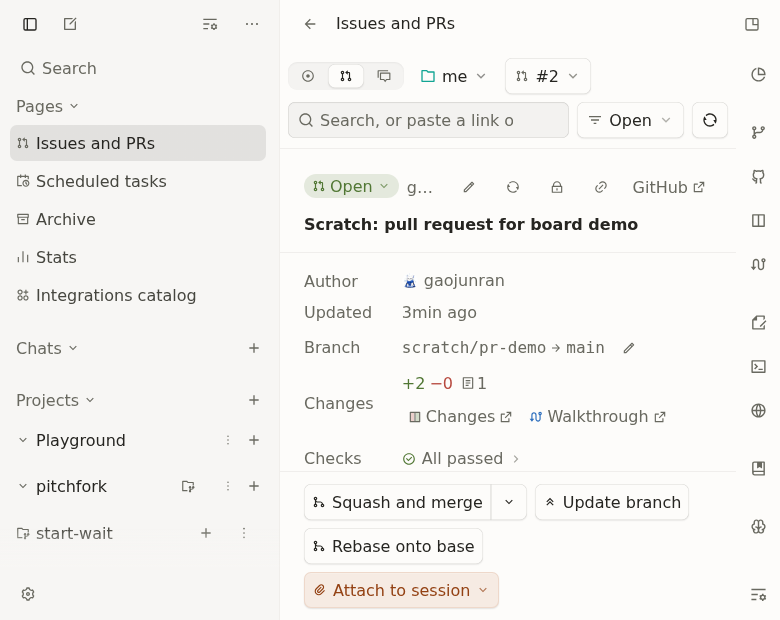 Issues and PRs
Search
me
#2
Pages
Search, or paste a link o
Open
Issues and PRs
Scheduled tasks
Archive
Stats
Integrations catalog
Open
g…
GitHub
Scratch: pull request for board demo
Author
gaojunran
Updated
3min ago
Branch
scratch/pr-demo → main
Changes
+2 −0 1
Changes
Walkthrough
Checks
All passed
Chats
Projects
Playground
pitchfork
start-wait
Squash and merge
Update branch
Rebase onto base
Attach to session